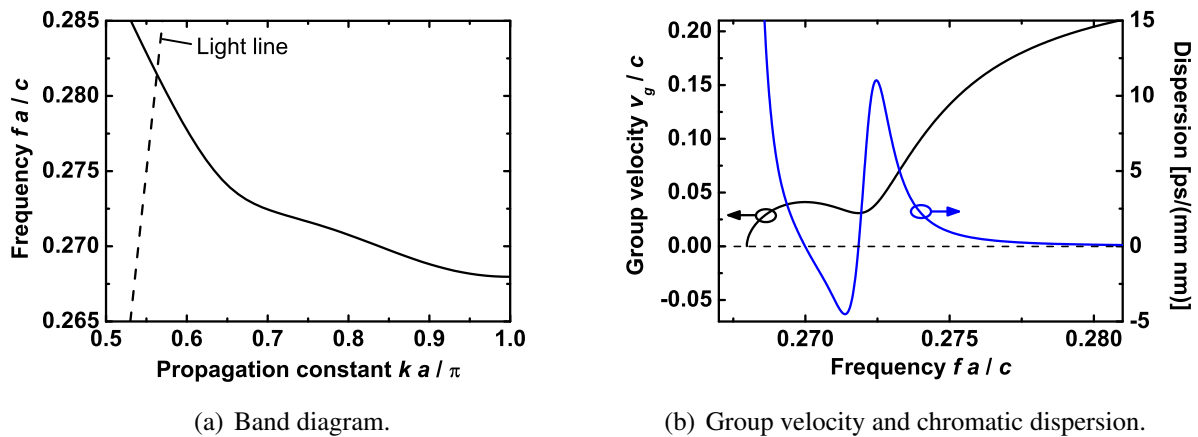 0.285
0.280
0.275
0.270
0.265
Frequency f a / c
Light line
0.5 0.6 0.7 0.8 0.9 1.0
Propagation constant k a / π
(a) Band diagram.
0.20
0.15
0.10
0.05
0.00
-0.05
Group velocity v_g / c
15
10
5
0
-5
Dispersion [ps/(mm nm)]
0.270 0.275 0.280
Frequency f a / c
(b) Group velocity and chromatic dispersion.